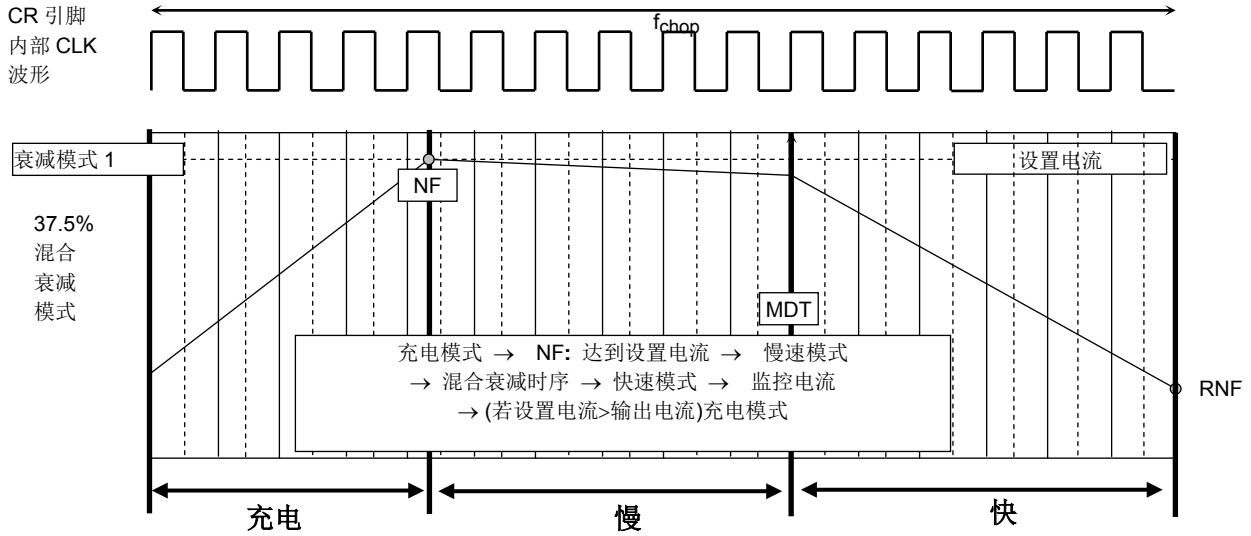 CR 引脚
内部 CLK
波形
fchop
衰减模式 1
设置电流
NF
37.5%
混合
衰减
模式
MDT
充电模式 → NF: 达到设置电流 → 慢速模式
→ 混合衰减时序 → 快速模式 → 监控电流
→ (若设置电流>输出电流)充电模式
RNF
充电
慢
快